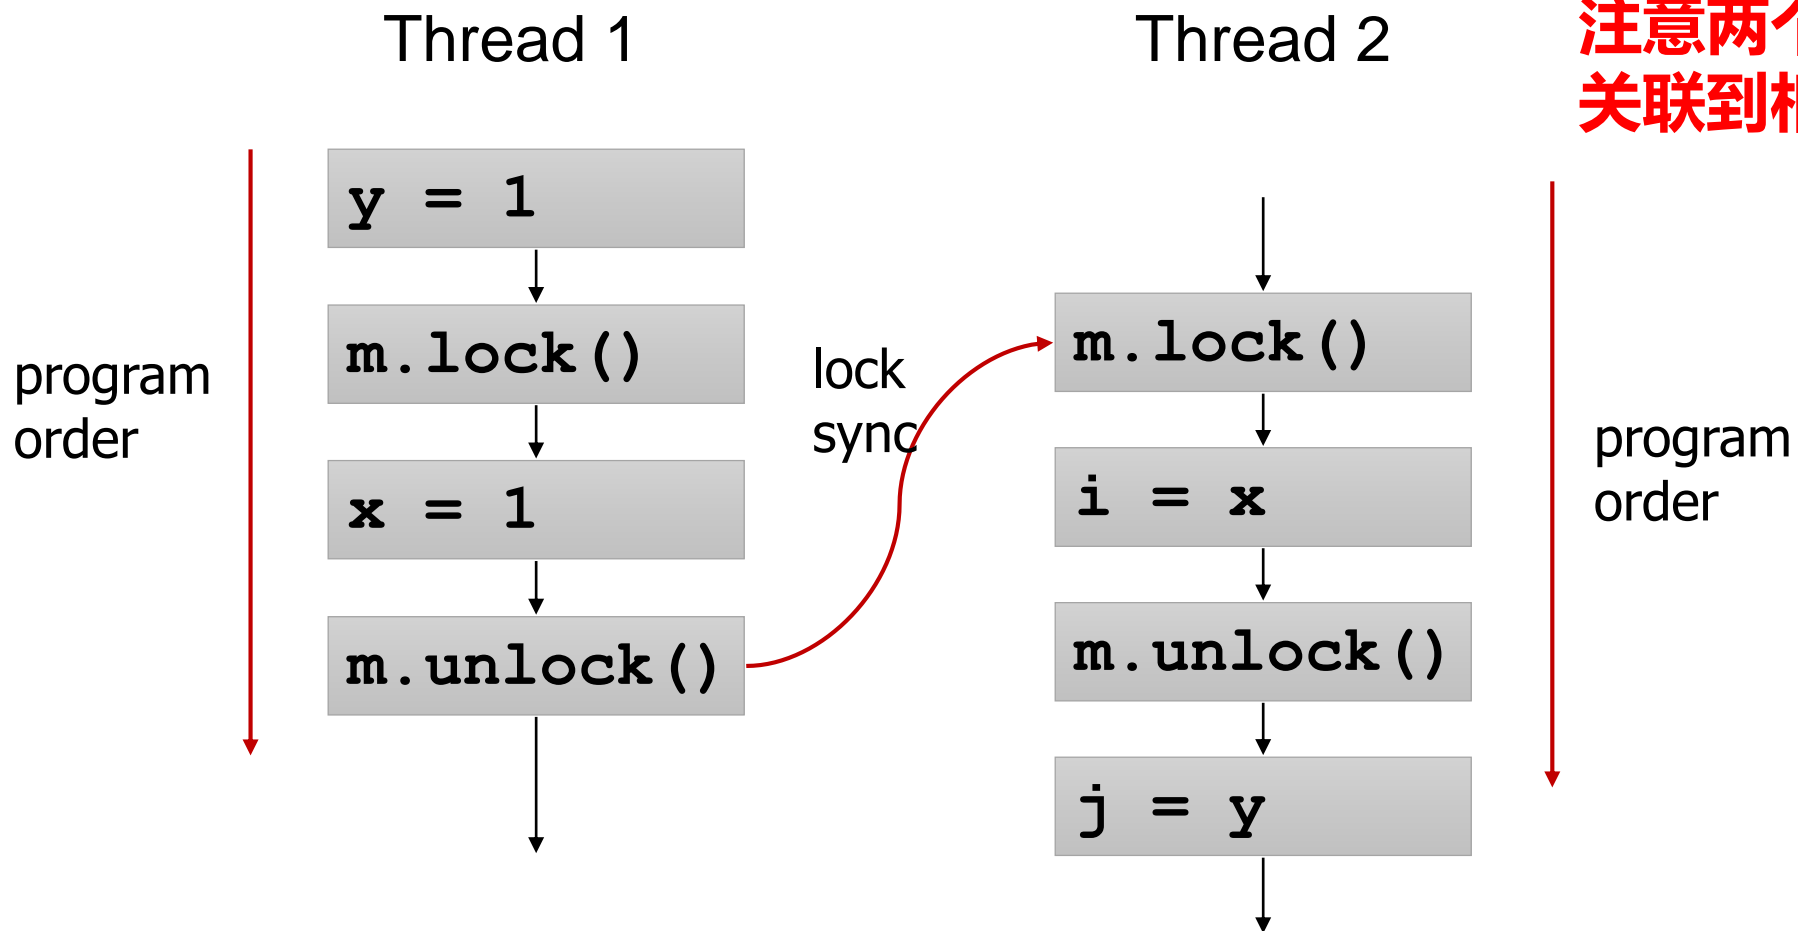 Thread 1
Thread 2
注意两个
关联到
y = 1
m.lock()
x = 1
m.unlock()
program
order
lock
sync
m.lock()
i = x
m.unlock()
j = y
program
order